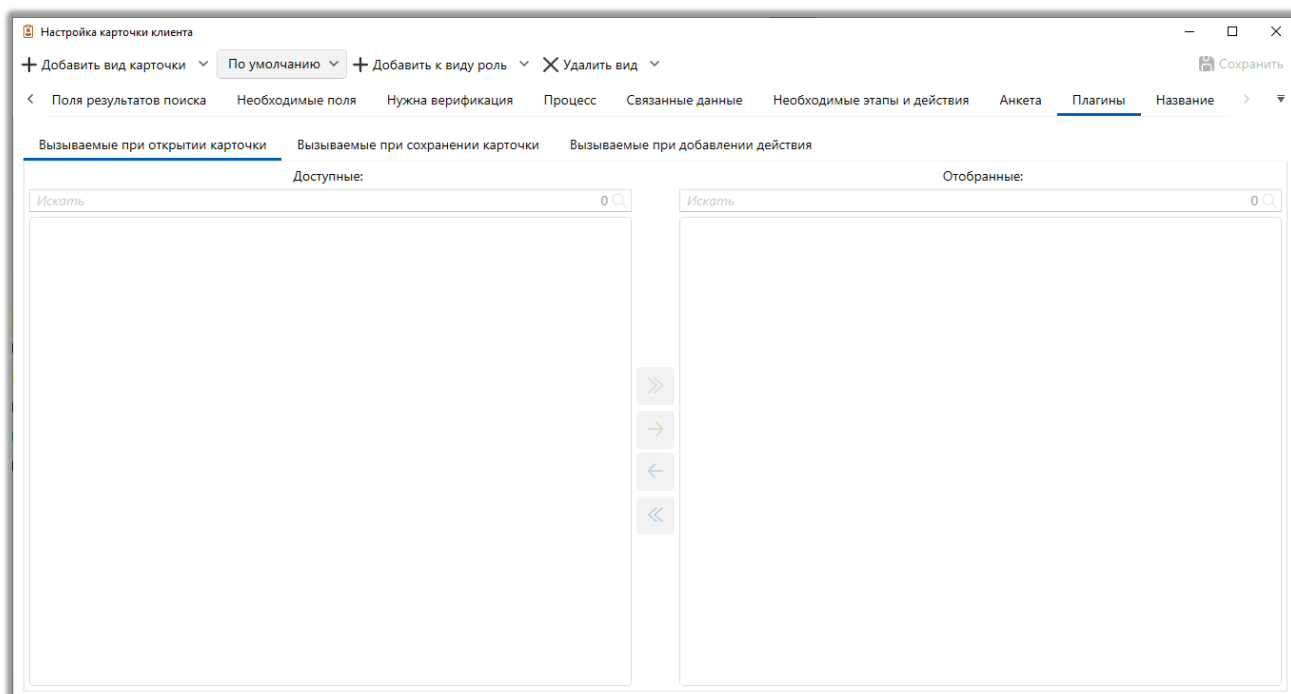 Настройка карточки клиента
Добавить вид карточки По умолчанию Добавить к виду роль Удалить вид Сохранить
Поля результатов поиска Необходимые поля Нужна верификация Процесс Связанные данные Необходимые этапы и действия Анкета Плагины Название
Вызываемые при открытии карточки Вызываемые при сохранении карточки Вызываемые при добавлении действия
Доступные: Отобранные:
Искать 0 Искать 0